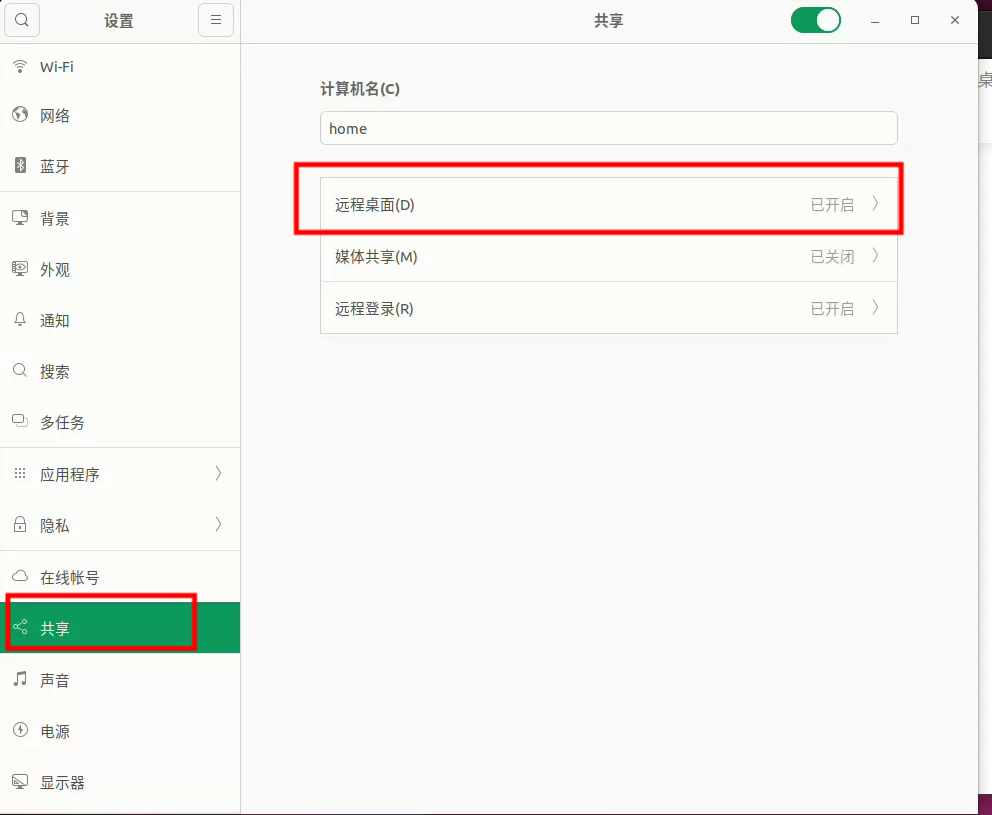 设置
共享
Wi-Fi
网络
蓝牙
背景
外观
通知
搜索
多任务
应用程序
隐私
在线帐号
共享
声音
电源
显示器
计算机名(C)
home
远程桌面(D) 已开启
媒体共享(M) 已关闭
远程登录(R) 已开启
桌